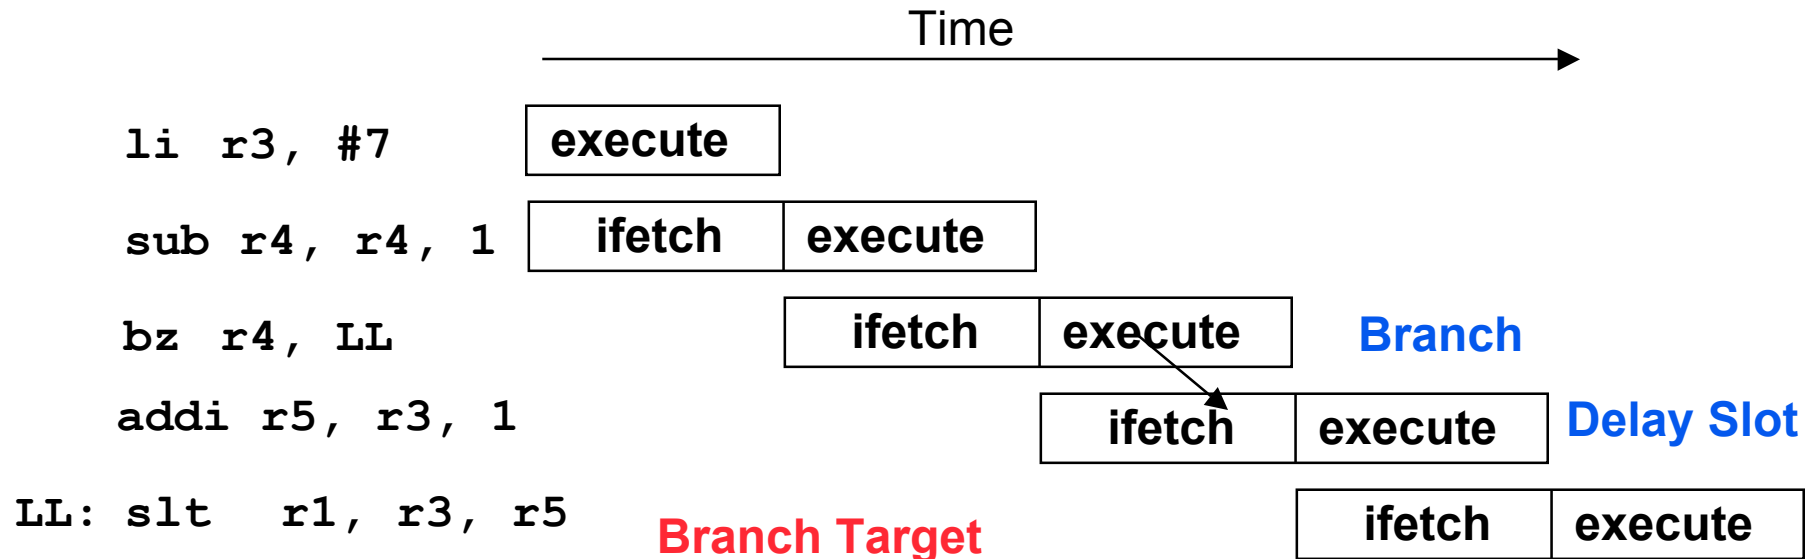 Time
li r3, #7 execute
sub r4, r4, 1 ifetch execute
bz r4, LL ifetch execute Branch
addi r5, r3, 1 ifetch execute Delay Slot
LL: slt r1, r3, r5 Branch Target ifetch execute